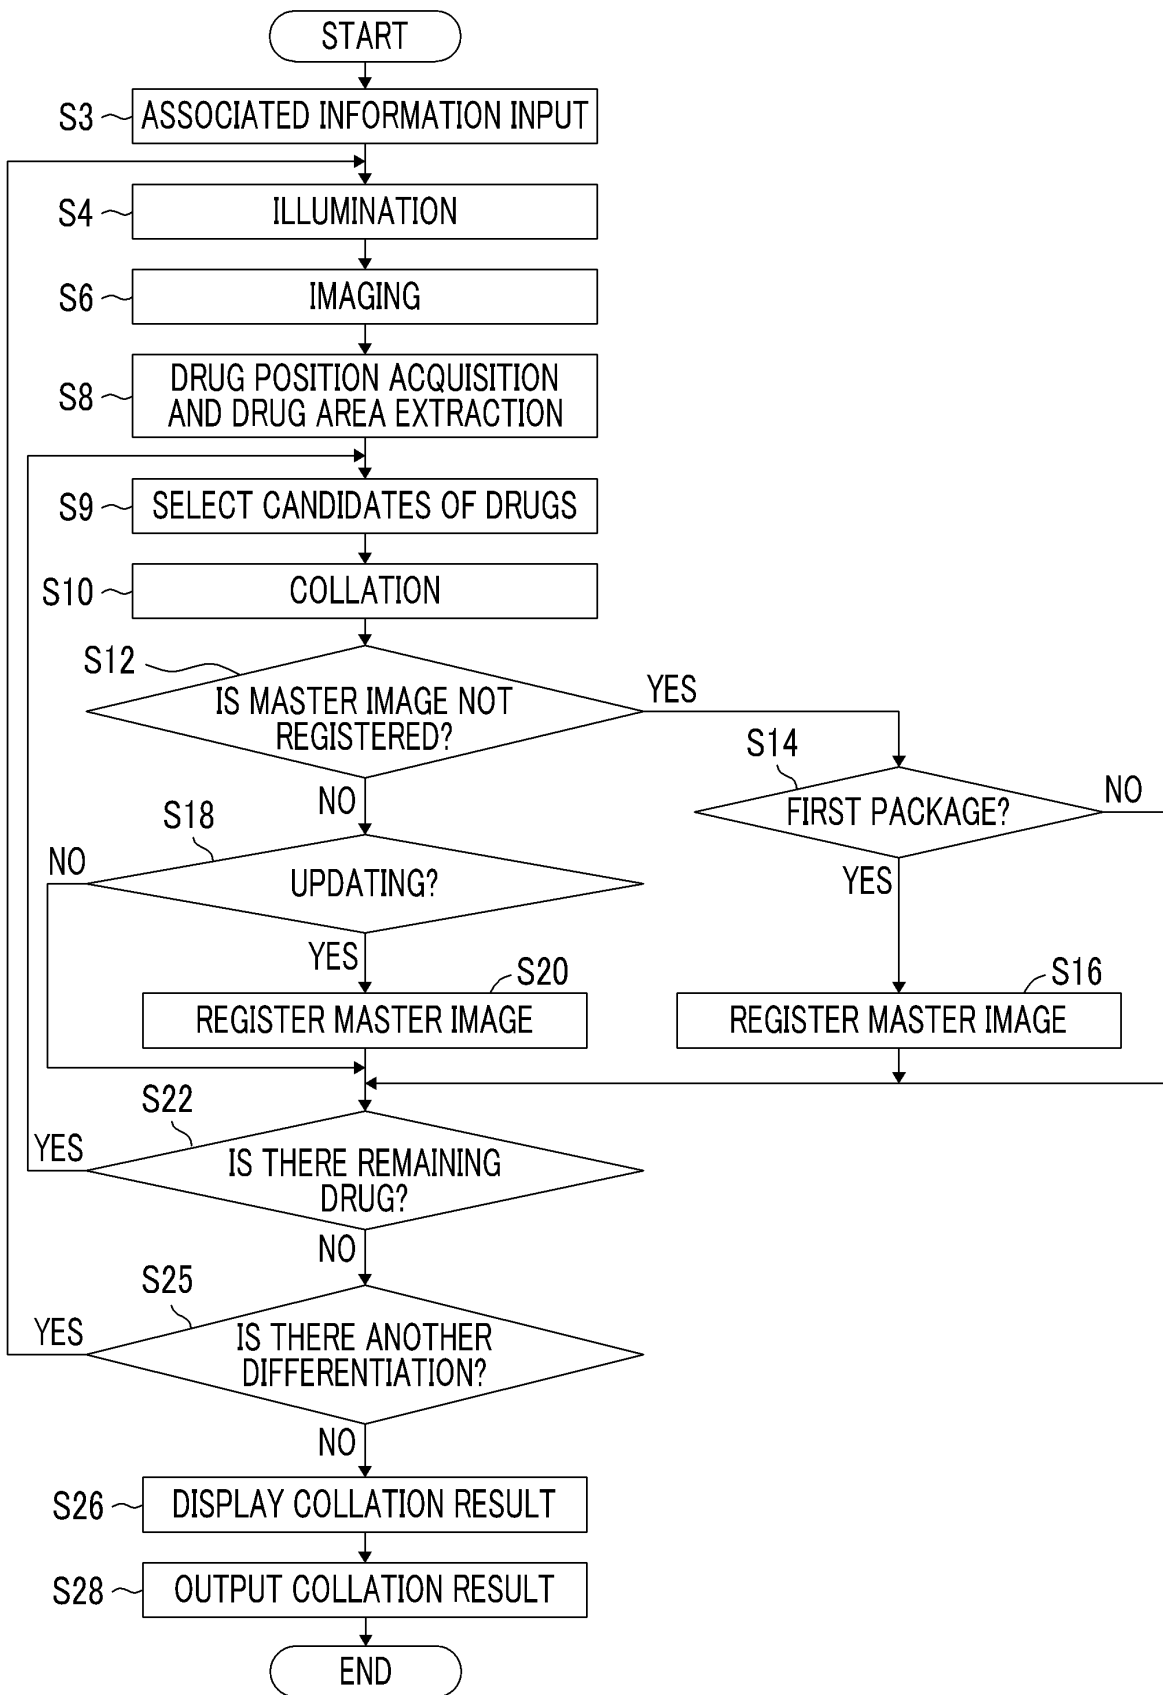 START
S3
ASSOCIATED INFORMATION INPUT
S4
ILLUMINATION
S6
IMAGING
S8
DRUG POSITION ACQUISITION
AND DRUG AREA EXTRACTION
S9
SELECT CANDIDATES OF DRUGS
S10
COLLATION
S12
IS MASTER IMAGE NOT
REGISTERED?
YES
NO
S14
FIRST PACKAGE?
NO
YES
S18
UPDATING?
NO
YES
S20
REGISTER MASTER IMAGE
S16
REGISTER MASTER IMAGE
S22
IS THERE REMAINING
DRUG?
YES
NO
S25
IS THERE ANOTHER
DIFFERENTIATION?
YES
NO
S26
DISPLAY COLLATION RESULT
S28
OUTPUT COLLATION RESULT
END